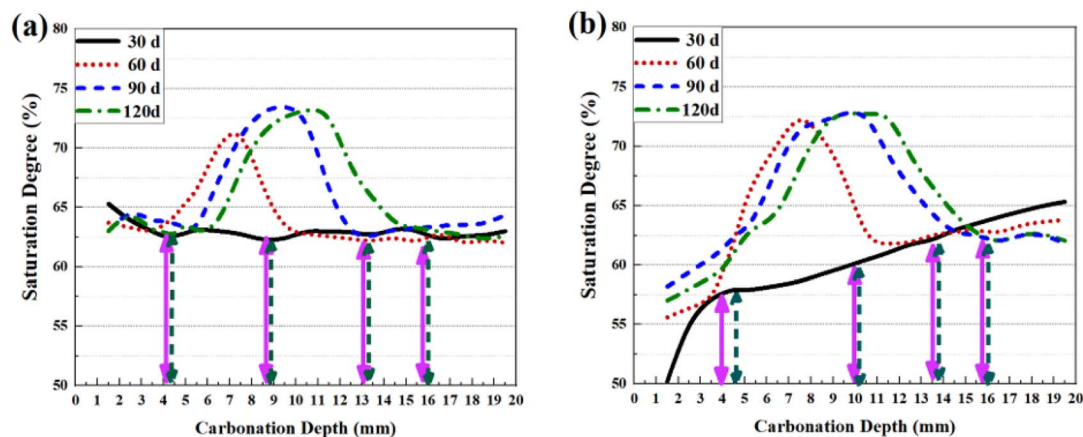 (a)
80
75
70
65
60
55
50
Saturation Degree (%)
30 d
60 d
90 d
120d
0 1 2 3 4 5 6 7 8 9 10 11 12 13 14 15 16 17 18 19 20
Carbonation Depth (mm)
(b)
80
75
70
65
60
55
50
Saturation Degree (%)
30 d
60 d
90 d
120 d
0 1 2 3 4 5 6 7 8 9 10 11 12 13 14 15 16 17 18 19 20
Carbonation Depth (mm)